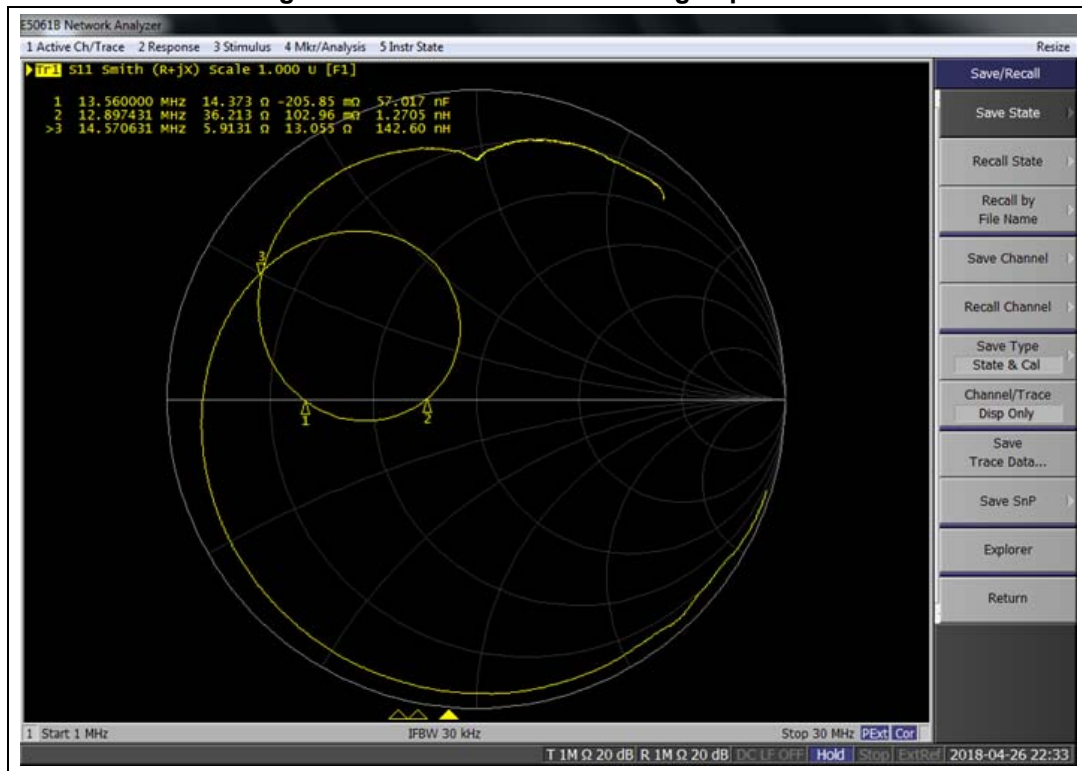 E5061B Network Analyzer
1 Active Ch/Trace 2 Response 3 Stimulus 4 Mkr/Analysis 5 Instr State Resize
Tr1 S11 Smith (R+jX) Scale 1.000 U [F1]
1 13.560000 MHz 14.373 Ω -205.85 mΩ 57.017 nF
2 12.897431 MHz 36.213 Ω 102.96 mΩ 1.2705 nH
>3 14.570631 MHz 5.9131 Ω 13.055 Ω 142.60 nH
3
1
2
Save/Recall
Save State
Recall State
Recall by
File Name
Save Channel
Recall Channel
Save Type
State & Cal
Channel/Trace
Disp Only
Save
Trace Data...
Save SnP
Explorer
Return
1 Start 1 MHz IFBW 30 kHz Stop 30 MHz PExt Cor
T 1M Ω 20 dB R 1M Ω 20 dB DC LF OFF Hold Stop ExtRef 2018-04-26 22:33